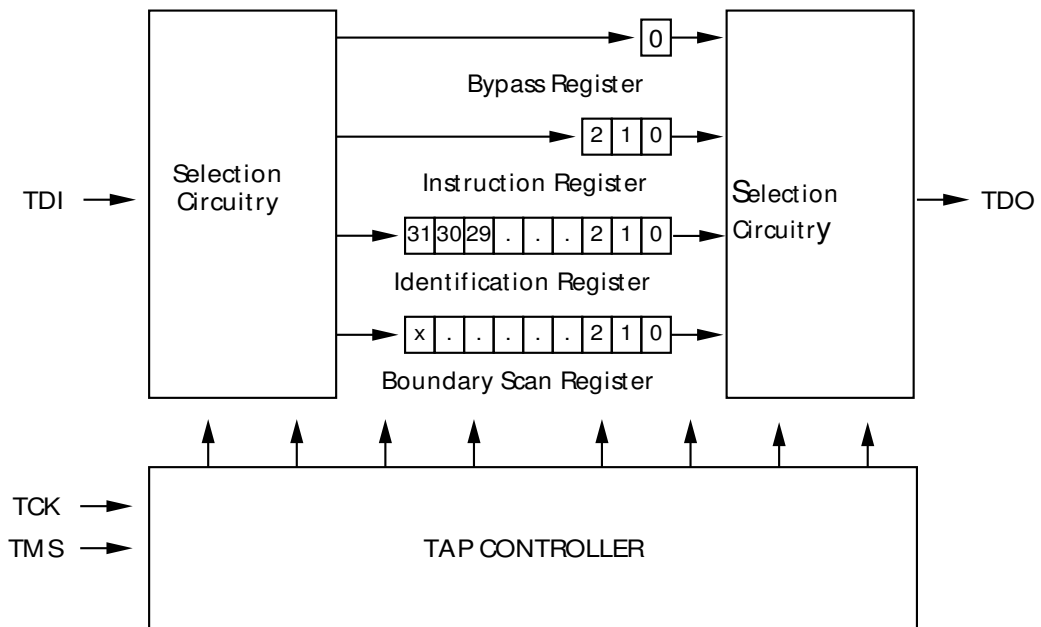 0
Bypass Register
2 1 0
Selection
Circuitry
Instruction Register
Selection
Circuitry
TDI
TDO
31 30 29 . . . 2 1 0
Identification Register
x . . . . . 2 1 0
Boundary Scan Register
TCK
TMS
TAP CONTROLLER